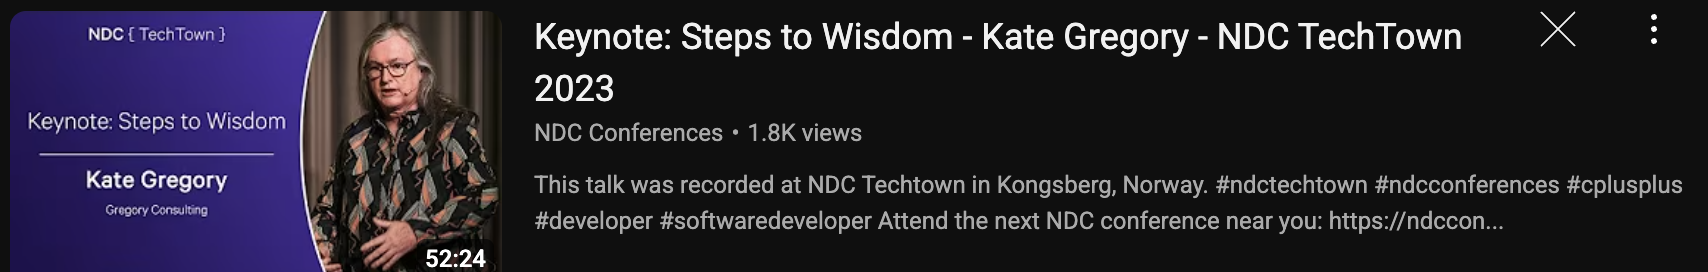 NDC { TechTown }
Keynote: Steps to Wisdom
Kate Gregory
Gregory Consulting
52:24
Keynote: Steps to Wisdom - Kate Gregory - NDC TechTown
2023
NDC Conferences • 1.8K views
This talk was recorded at NDC Techtown in Kongsberg, Norway. #ndctechtown #ndcconferences #cplusplus
#developer #softwaredeveloper Attend the next NDC conference near you: https://ndccon...